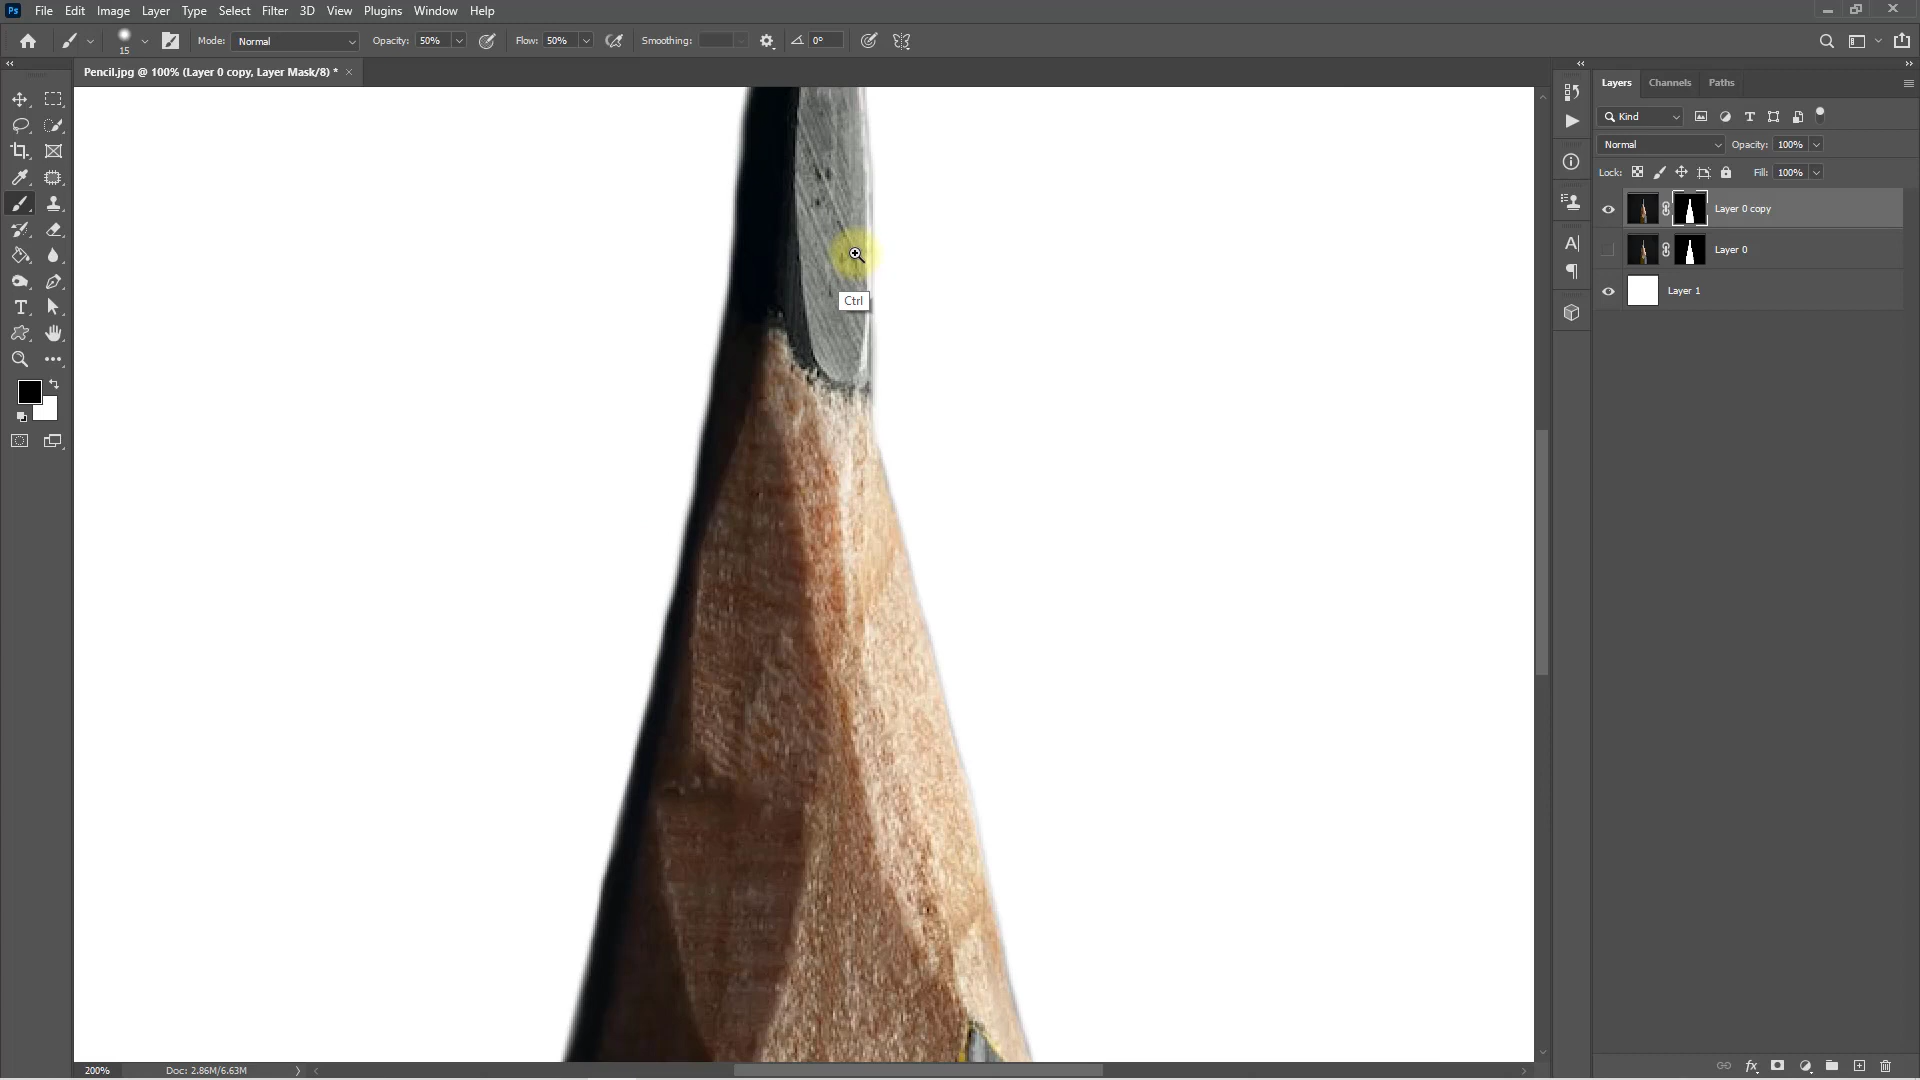 Ps File Edit Image Layer Type Select Filter 3D View Plugins Window Help
15 Mode: Normal Opacity: 50% Flow: 50% Smoothing: 0°
Pencil.jpg @ 100% (Layer 0 copy, Layer Mask/8) * ×
Layers Channels Paths
Kind
Normal Opacity: 100%
Lock: Fill: 100%
Layer 0 copy
Layer 0
Layer 1
Ctrl
200% Doc: 2.86M/6.63M